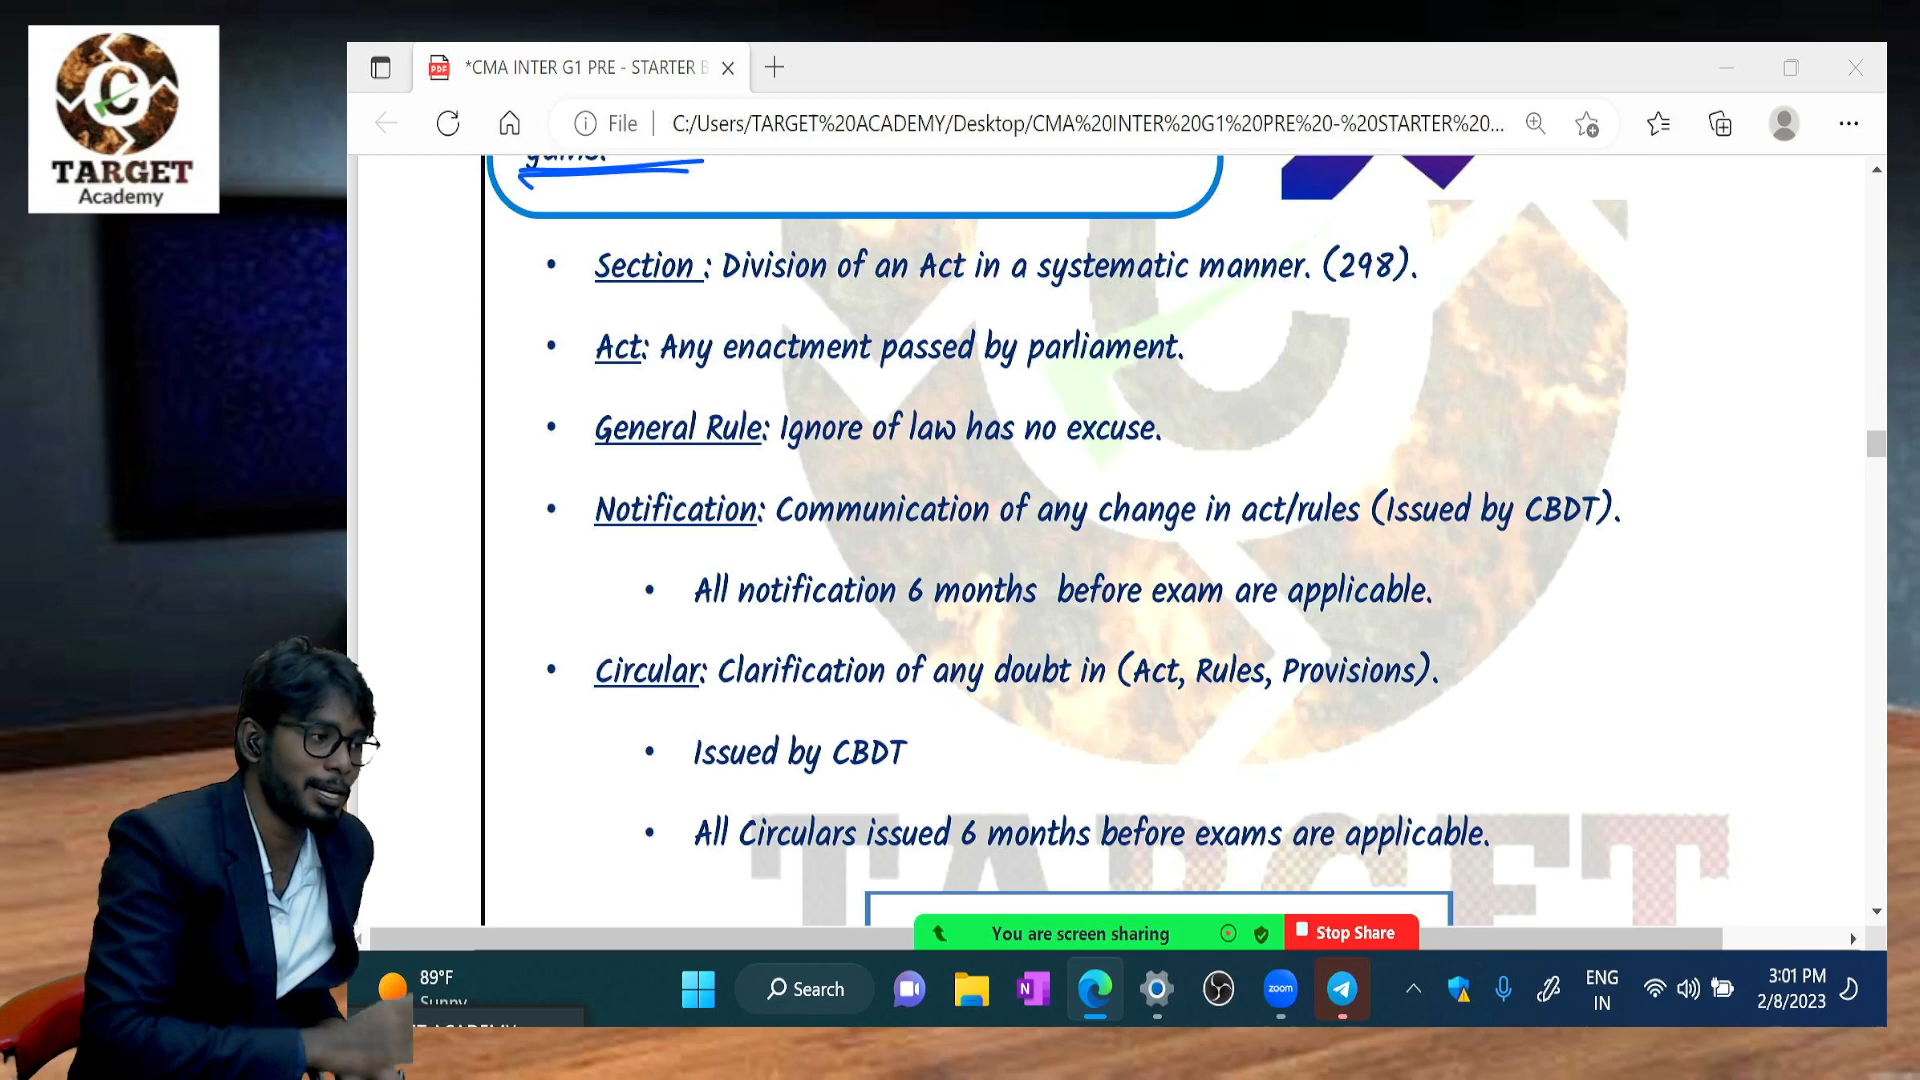 TARGET
Academy
*CMA INTER G1 PRE - STARTER B
File
C:/Users/TARGET%20ACADEMY/Desktop/CMA%20INTER%20G1%20PRE%20-%20STARTER%20...
• Section : Division of an Act in a systematic manner. (298).
• Act: Any enactment passed by parliament.
• General Rule: Ignore of law has no excuse.
• Notification: Communication of any change in act/rules (Issued by CBDT).
• All notification 6 months before exam are applicable.
• Circular: Clarification of any doubt in (Act, Rules, Provisions).
• Issued by CBDT
• All Circulars issued 6 months before exams are applicable.
TARGET
You are screen sharing
Stop Share
89°F
Sunny
Search
zoom
ENG
IN
3:01 PM
2/8/2023